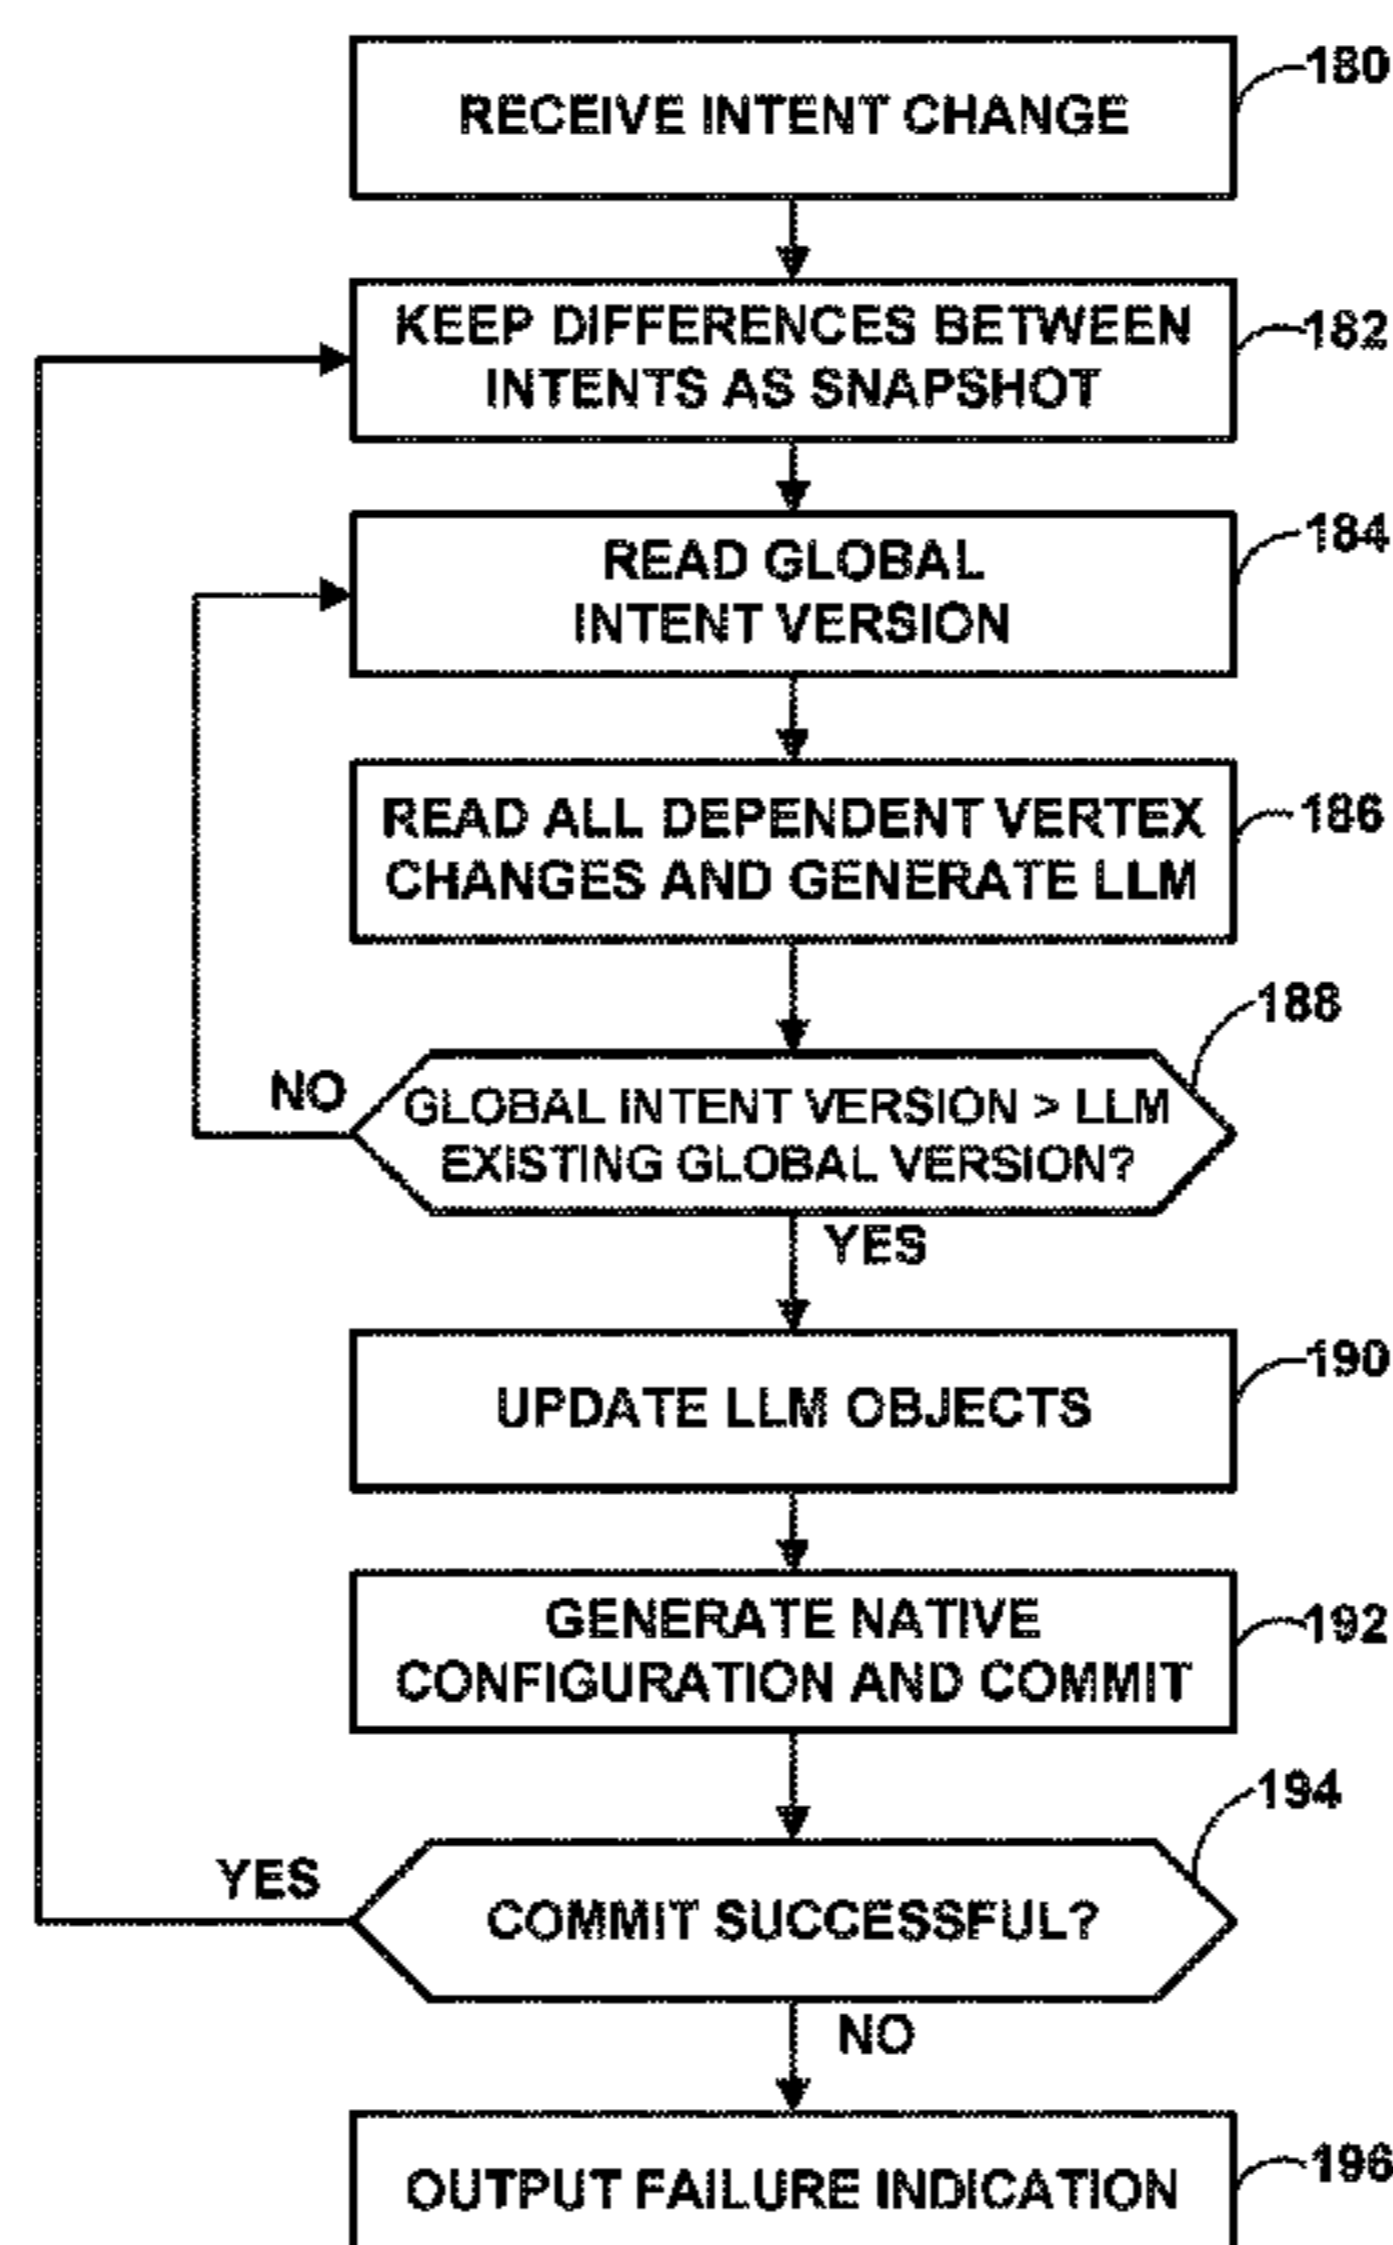 RECEIVE INTENT CHANGE
180
KEEP DIFFERENCES BETWEEN
INTENTS AS SNAPSHOT
182
READ GLOBAL
INTENT VERSION
184
READ ALL DEPENDENT VERTEX
CHANGES AND GENERATE LLM
186
188
NO
GLOBAL INTENT VERSION > LLM
EXISTING GLOBAL VERSION?
YES
UPDATE LLM OBJECTS
190
GENERATE NATIVE
CONFIGURATION AND COMMIT
192
194
YES
COMMIT SUCCESSFUL?
NO
OUTPUT FAILURE INDICATION
196